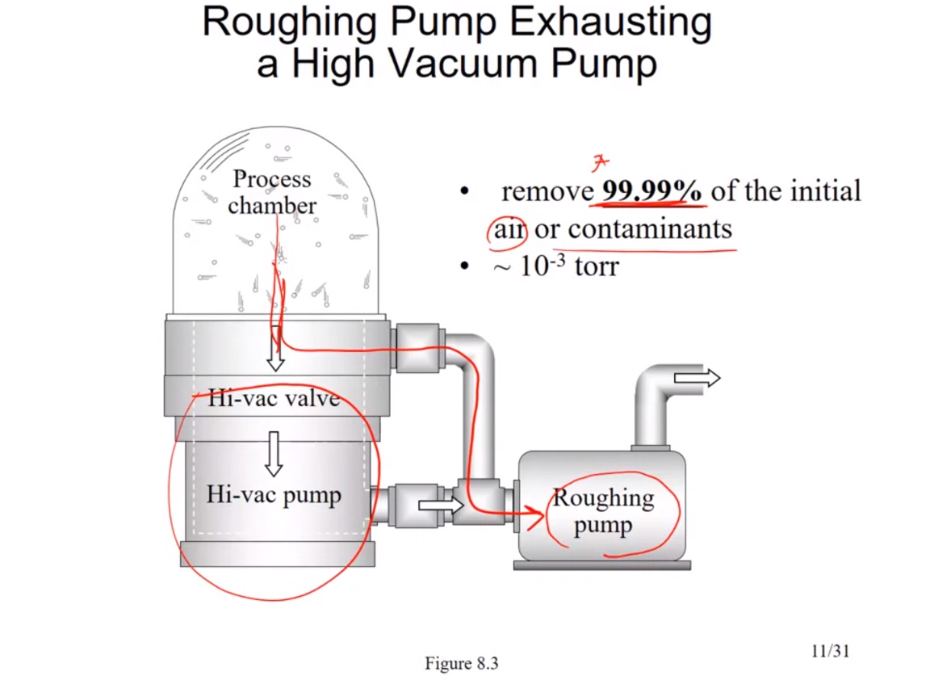 Roughing Pump Exhausting
a High Vacuum Pump
Process
chamber
• remove 99.99% of the initial
air or contaminants
• ~ 10⁻³ torr
Hi-vac valve
Hi-vac pump
Roughing
pump
Figure 8.3
11/31